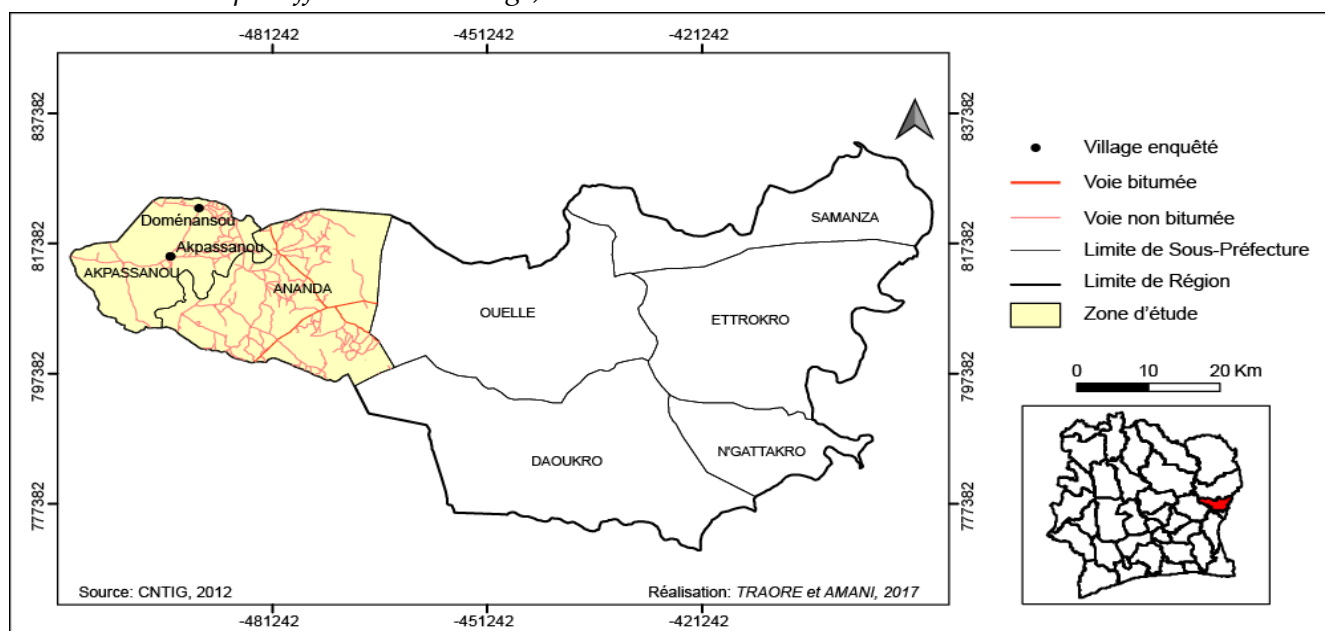 -481242 -451242 -421242
837382 837382
Village enquêté
Voie bitumée
Voie non bitumée
SAMANZA
Doménansou
817382 817382
Akpassanou
Limite de Sous-Préfecture
AKPASSANOU
Limite de Région
ANANDA
OUELLE
Zone d'étude
ETTROKRO
797382 797382
0 10 20 Km
N'GATTAKRO
DAOUKRO
777382 777382
Source: CNTIG, 2012
Réalisation: TRAORE et AMANI, 2017
-481242 -451242 -421242